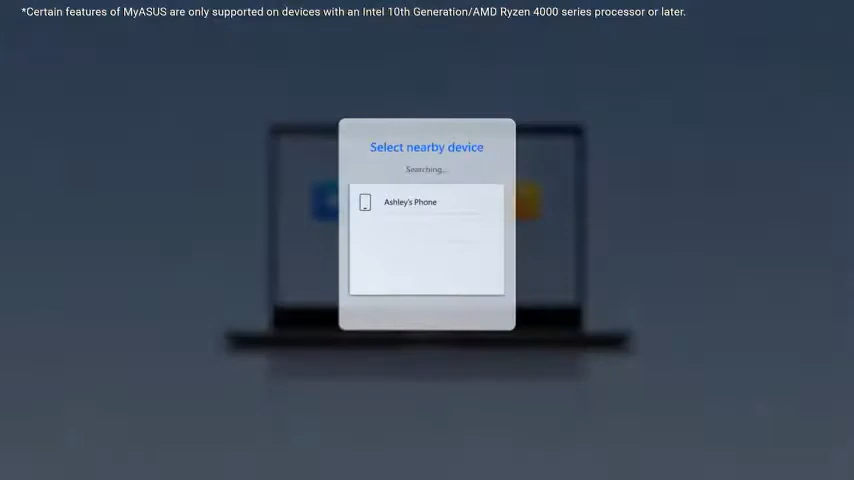 *Certain features of MyASUS are only supported on devices with an Intel 10th Generation/AMD Ryzen 4000 series processor or later.
Select nearby device
Searching...
Ashley's Phone